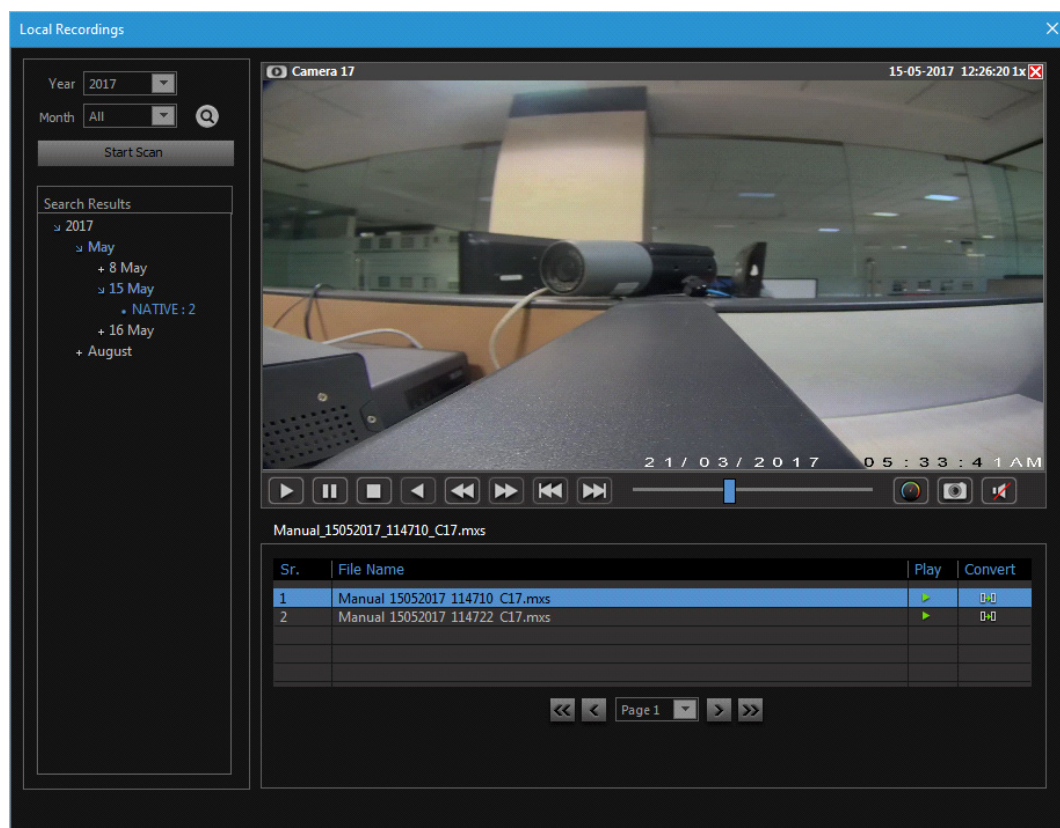 Local Recordings
Year 2017
Month All
Start Scan
Search Results
2017
May
+ 8 May
15 May
NATIVE : 2
+ 16 May
+ August
Camera 17 15-05-2017 12:26:20 1x
21/03/2017 05:33:41AM
Manual_15052017_114710_C17.mxs
Sr. File Name Play Convert
1 Manual 15052017 114710 C17.mxs
2 Manual 15052017 114722 C17.mxs
Page 1